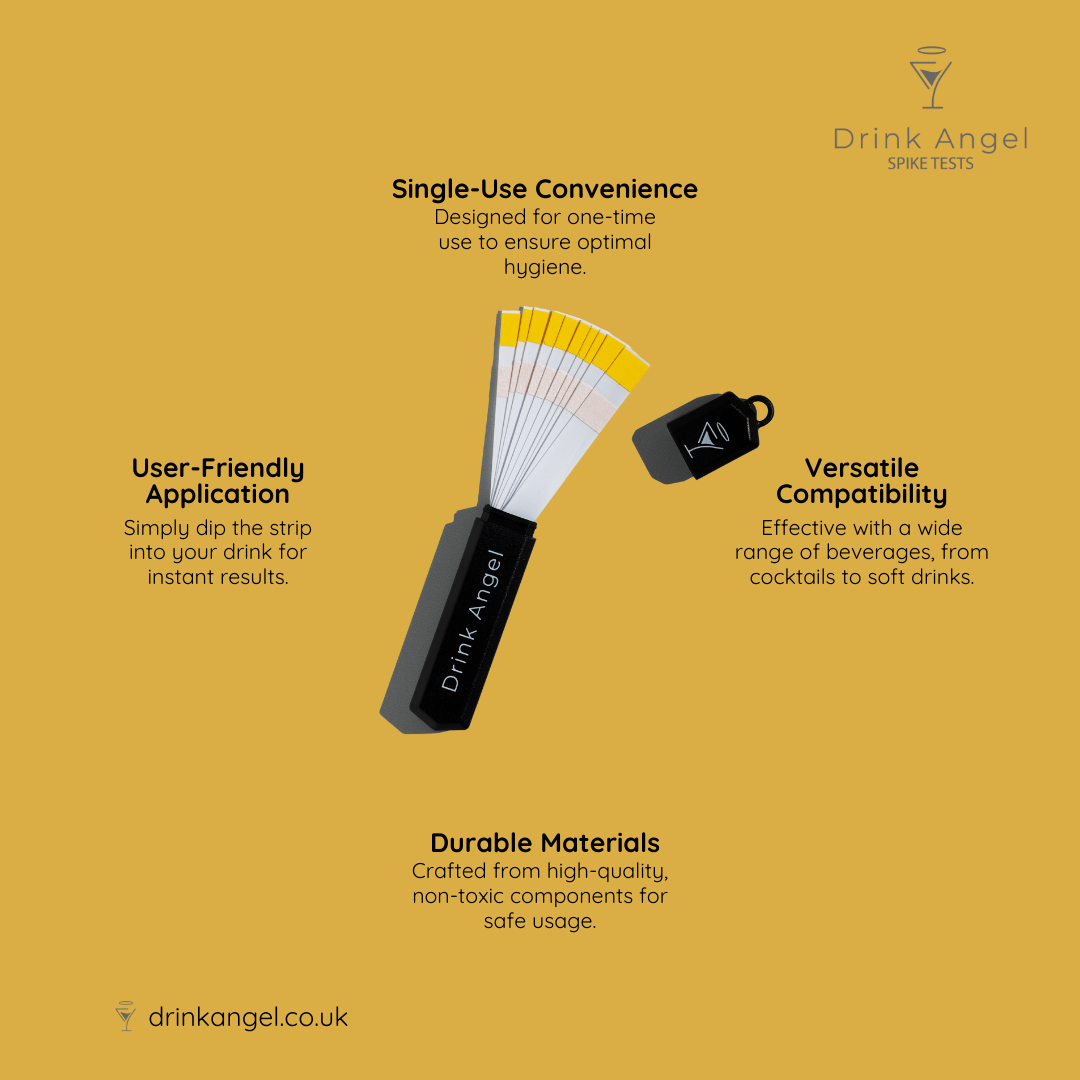 Drink Angel
SPIKE TESTS
Single-Use Convenience
Designed for one-time
use to ensure optimal
hygiene.
User-Friendly
Application
Simply dip the strip
into your drink for
instant results.
Drink Angel
Versatile
Compatibility
Effective with a wide
range of beverages, from
cocktails to soft drinks.
Durable Materials
Crafted from high-quality,
non-toxic components for
safe usage.
drinkangel.co.uk